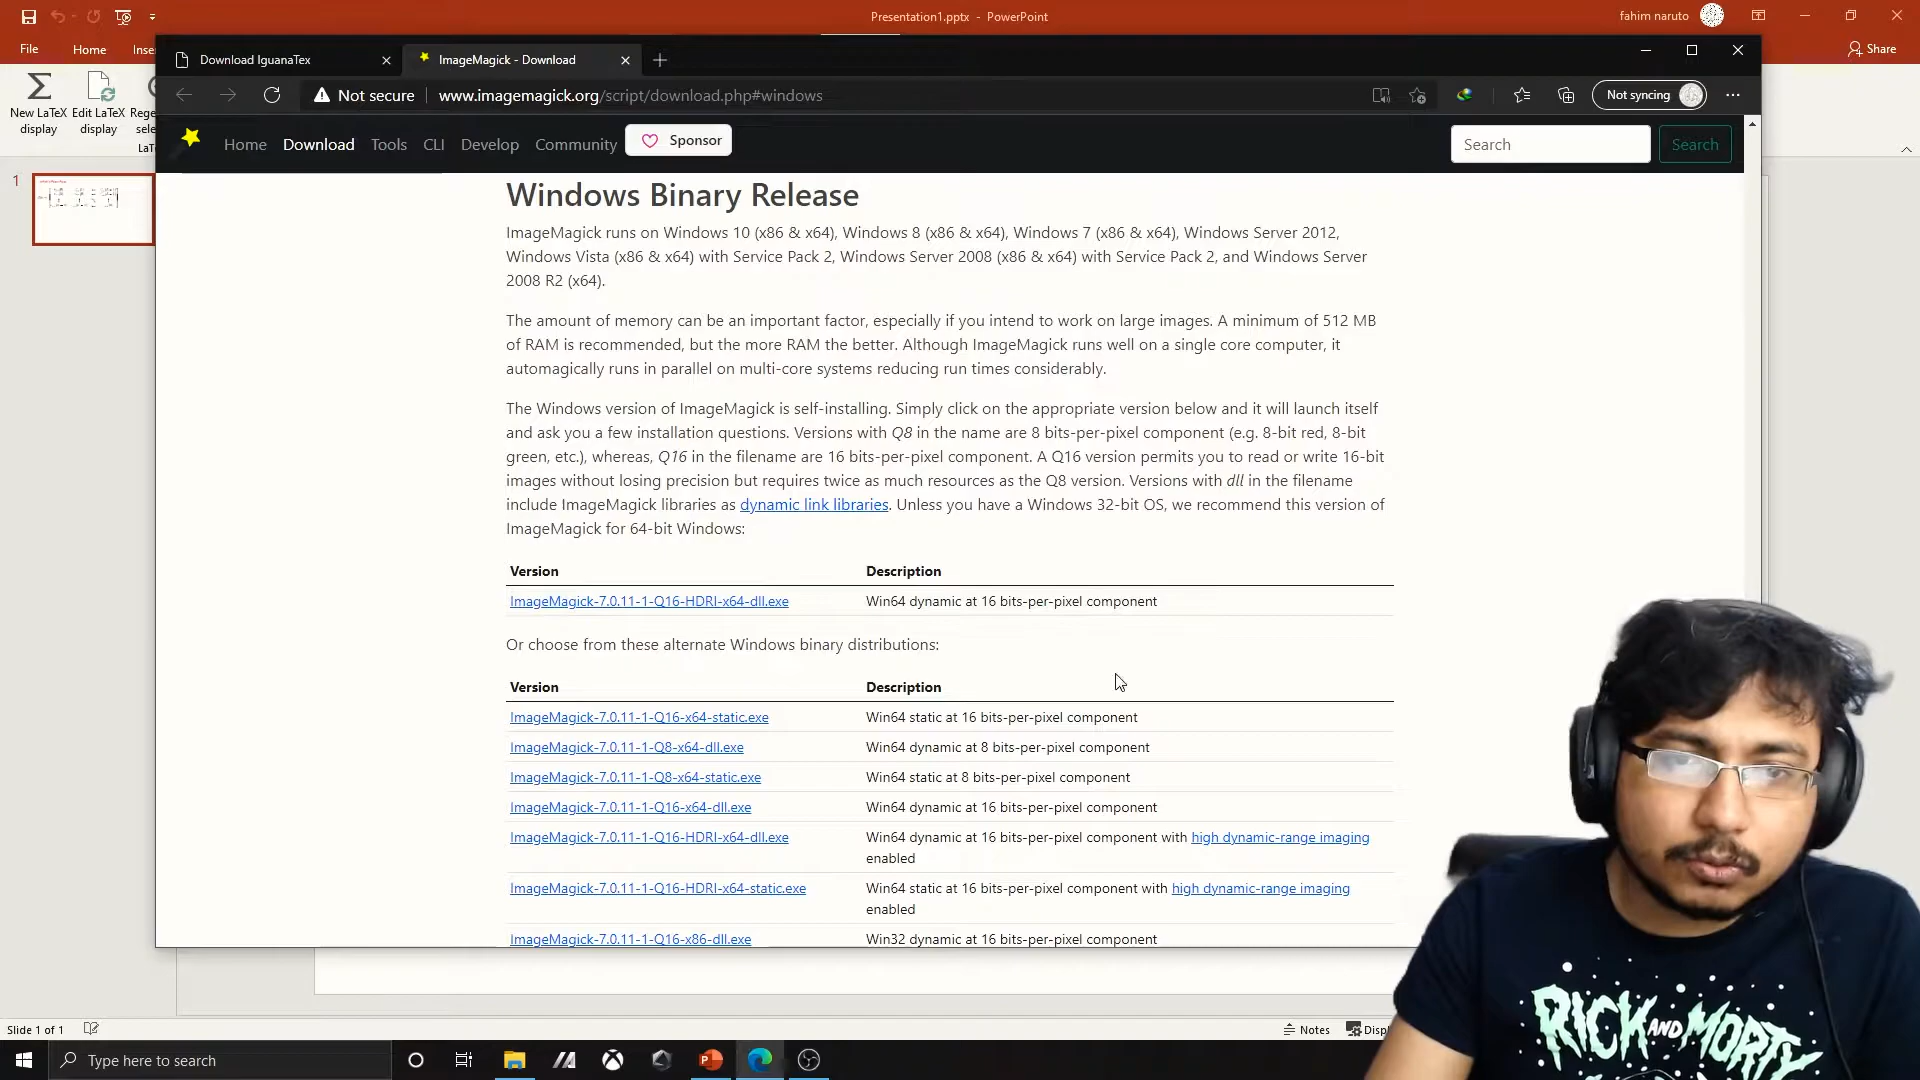 Presentation1.pptx - PowerPoint
fahim naruto
File
Home
Inse
Share
Download IguanaTex
ImageMagick - Download
Not secure
www.imagemagick.org/script/download.php#windows
Not syncing
New LaTeX
display
Edit LaTeX
display
Rege
sele
LaT
Home
Download
Tools
CLI
Develop
Community
Sponsor
Search
Search
1
Windows Binary Release
ImageMagick runs on Windows 10 (x86 & x64), Windows 8 (x86 & x64), Windows 7 (x86 & x64), Windows Server 2012,
Windows Vista (x86 & x64) with Service Pack 2, Windows Server 2008 (x86 & x64) with Service Pack 2, and Windows Server
2008 R2 (x64).
The amount of memory can be an important factor, especially if you intend to work on large images. A minimum of 512 MB
of RAM is recommended, but the more RAM the better. Although ImageMagick runs well on a single core computer, it
automagically runs in parallel on multi-core systems reducing run times considerably.
The Windows version of ImageMagick is self-installing. Simply click on the appropriate version below and it will launch itself
and ask you a few installation questions. Versions with Q8 in the name are 8 bits-per-pixel component (e.g. 8-bit red, 8-bit
green, etc.), whereas, Q16 in the filename are 16 bits-per-pixel component. A Q16 version permits you to read or write 16-bit
images without losing precision but requires twice as much resources as the Q8 version. Versions with dll in the filename
include ImageMagick libraries as dynamic link libraries. Unless you have a Windows 32-bit OS, we recommend this version of
ImageMagick for 64-bit Windows:
Version Description
ImageMagick-7.0.11-1-Q16-HDRI-x64-dll.exe Win64 dynamic at 16 bits-per-pixel component
Or choose from these alternate Windows binary distributions:
Version Description
ImageMagick-7.0.11-1-Q16-x64-static.exe Win64 static at 16 bits-per-pixel component
ImageMagick-7.0.11-1-Q8-x64-dll.exe Win64 dynamic at 8 bits-per-pixel component
ImageMagick-7.0.11-1-Q8-x64-static.exe Win64 static at 8 bits-per-pixel component
ImageMagick-7.0.11-1-Q16-x64-dll.exe Win64 dynamic at 16 bits-per-pixel component
ImageMagick-7.0.11-1-Q16-HDRI-x64-dll.exe Win64 dynamic at 16 bits-per-pixel component with high dynamic-range imaging
enabled
ImageMagick-7.0.11-1-Q16-HDRI-x64-static.exe Win64 static at 16 bits-per-pixel component with high dynamic-range imaging
enabled
ImageMagick-7.0.11-1-Q16-x86-dll.exe Win32 dynamic at 16 bits-per-pixel component
RICK AND MORTY
Slide 1 of 1
Notes
Displ
Type here to search